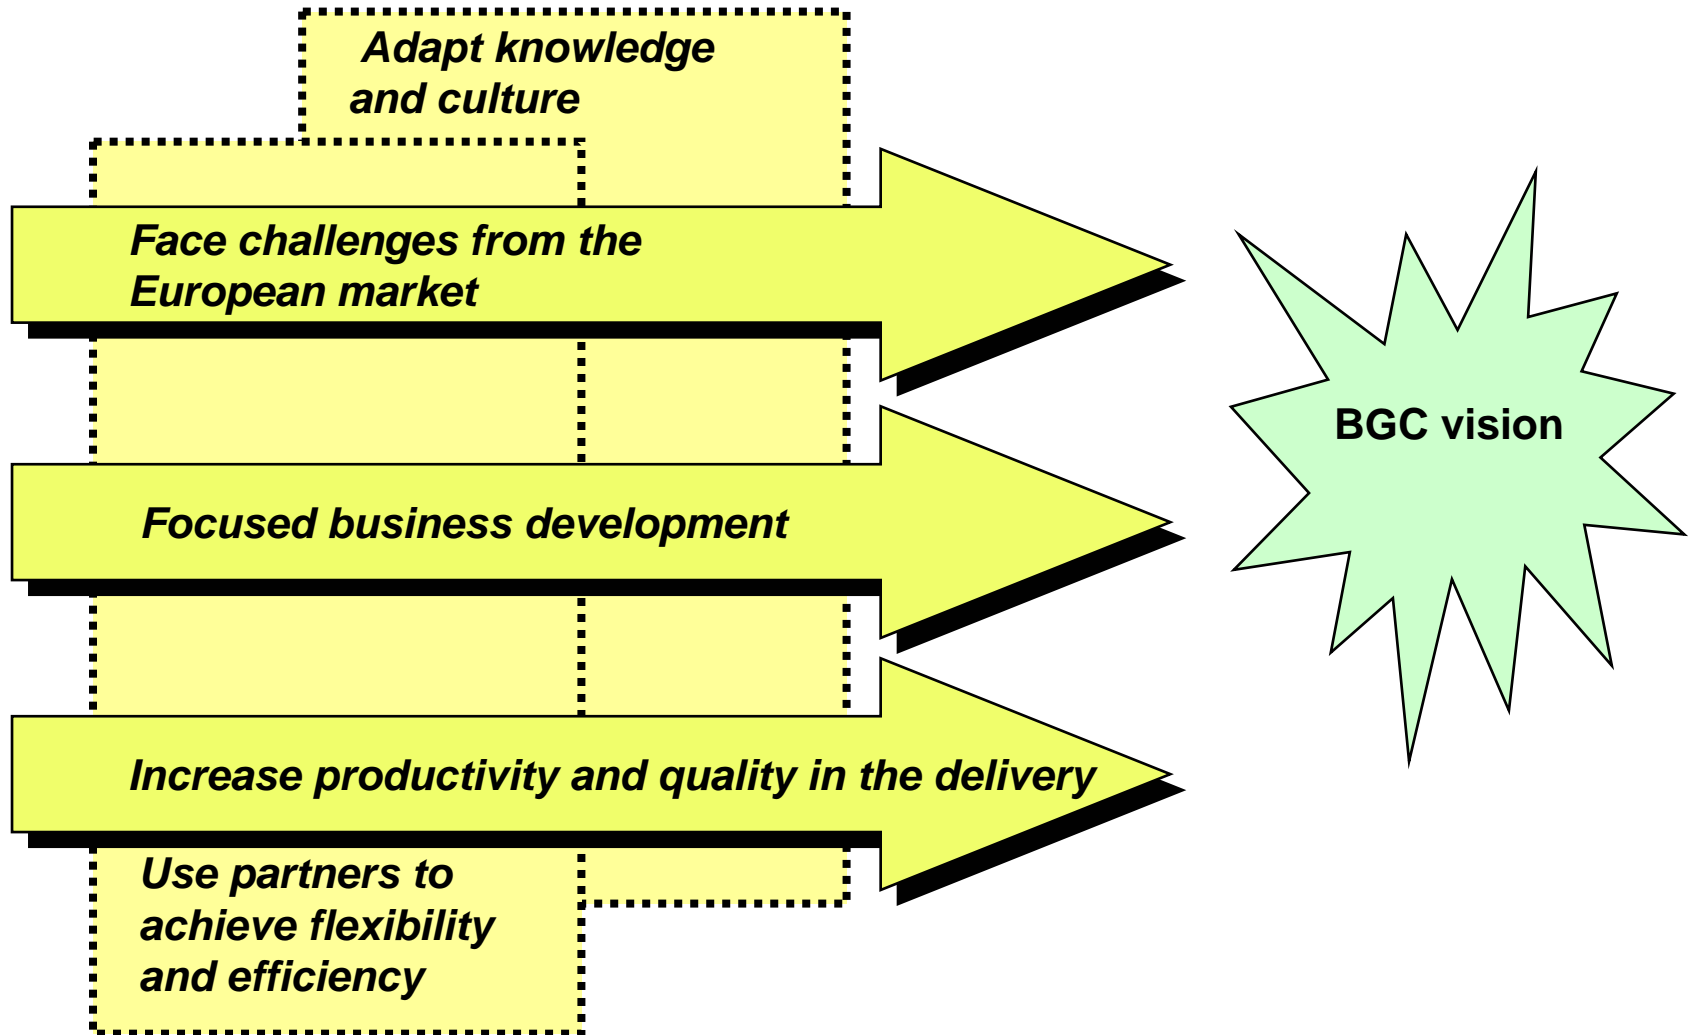 Adapt knowledge
and culture
Face challenges from the
European market
BGC vision
Focused business development
Increase productivity and quality in the delivery
Use partners to
achieve flexibility
and efficiency